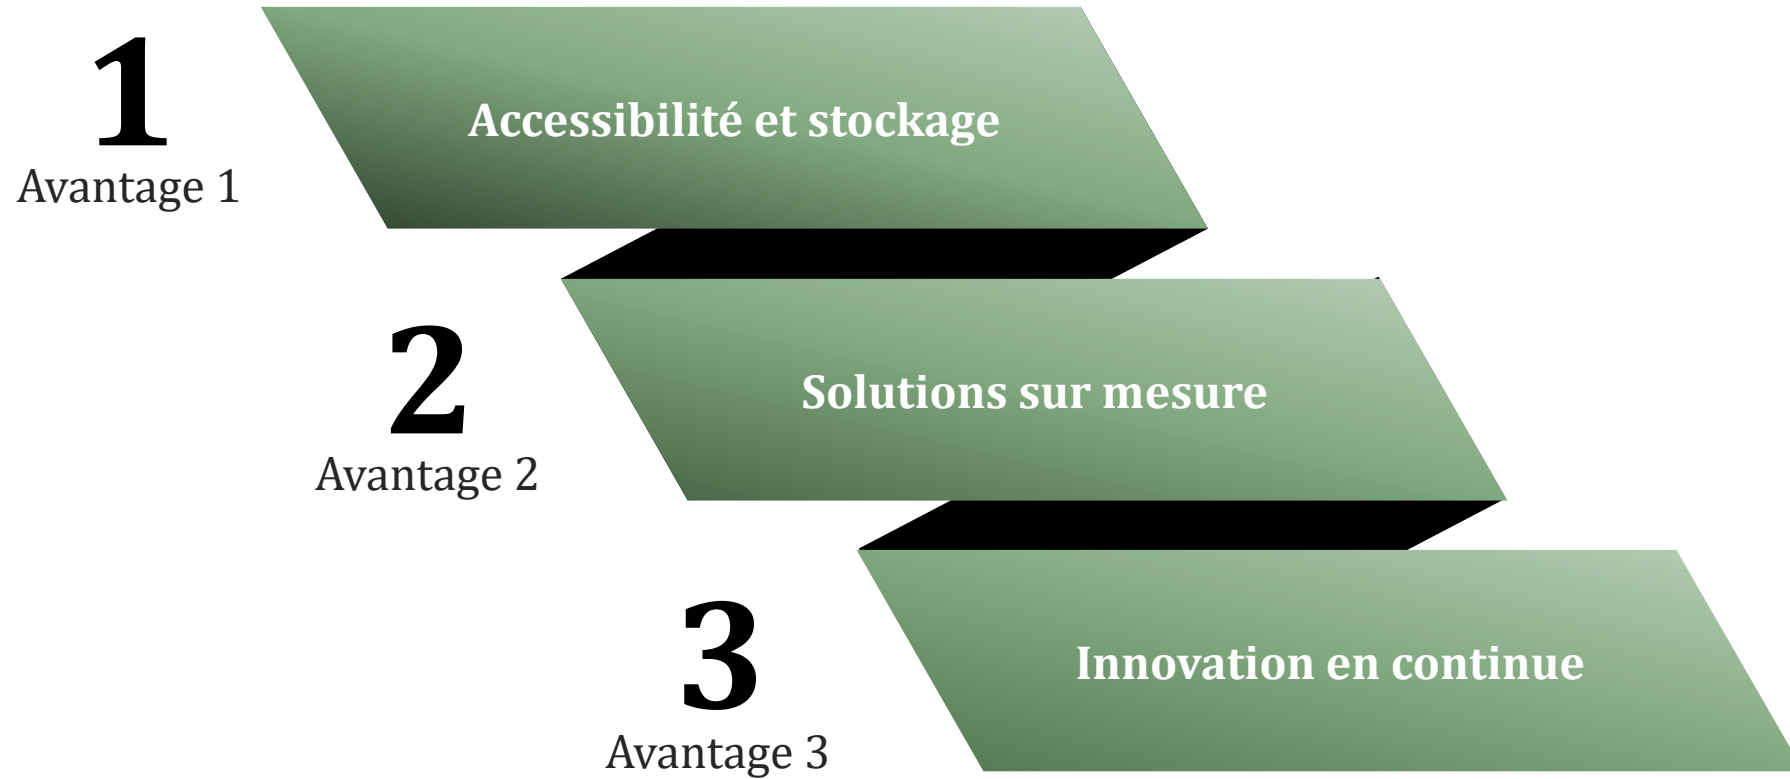 1
Avantage 1
Accessibilité et stockage
2
Avantage 2
Solutions sur mesure
3
Avantage 3
Innovation en continue